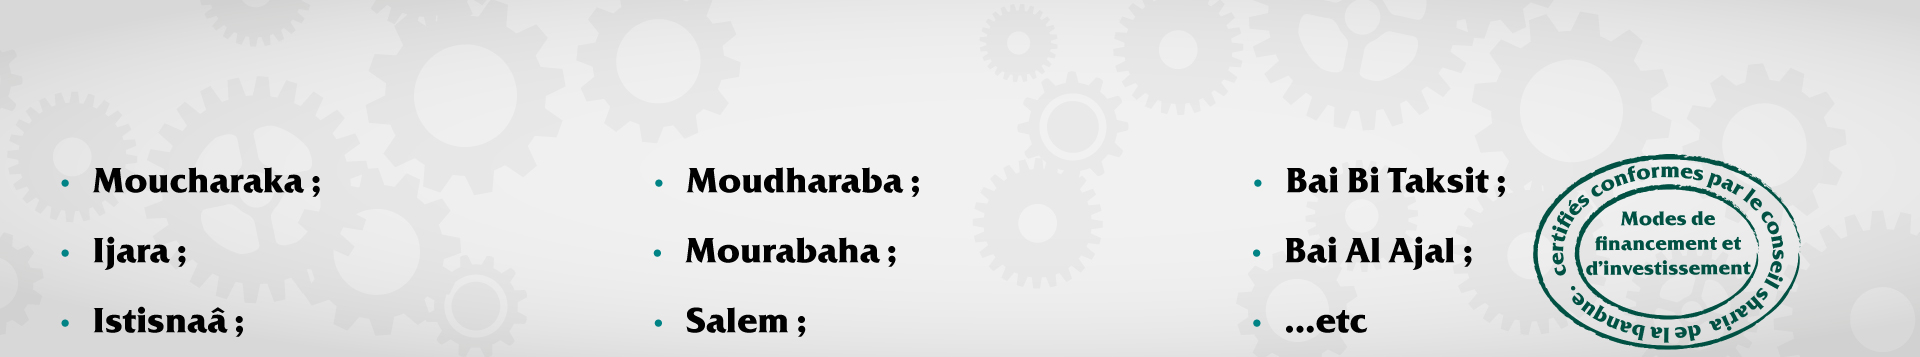 Moucharaka ;
Ijara ;
Istisnaâ ;
Moudharaba ;
Mourabaha ;
Salem ;
Bai Bi Taksit ;
Bai Al Ajal ;
...etc
certifiés conformes par le conseil sharia de la banque.
Modes de
financement et
d'investissement